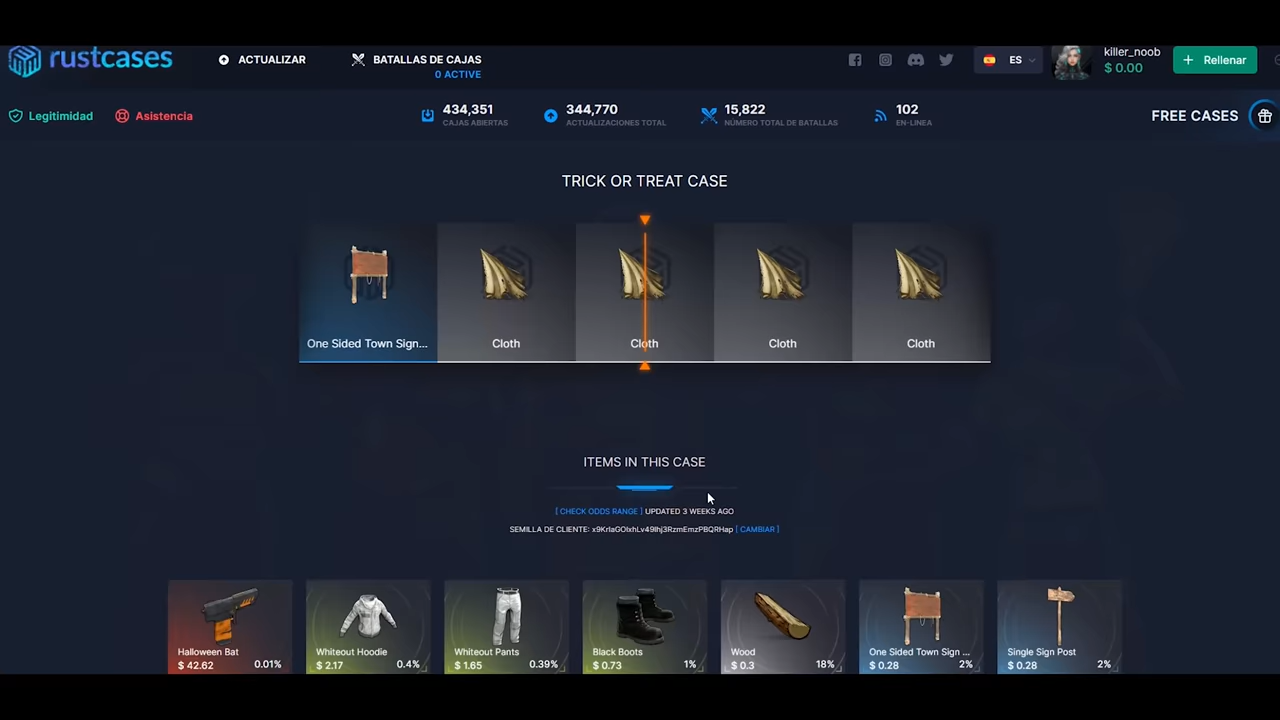 rustcases
ACTUALIZAR
BATALLAS DE CAJAS
0 ACTIVE
ES
killer_noob
$ 0.00
+ Rellenar
Legitimidad
Asistencia
434,351
CAJAS ABIERTAS
344,770
ACTUALIZACIONES TOTAL
15,822
NÚMERO TOTAL DE BATALLAS
102
EN-LINEA
FREE CASES
TRICK OR TREAT CASE
One Sided Town Sign...
Cloth
Cloth
Cloth
Cloth
ITEMS IN THIS CASE
[ CHECK ODDS RANGE ] UPDATED 3 WEEKS AGO
SEMILLA DE CLIENTE: [ CAMBIAR ]
Halloween Bat
$ 42.62 0.01%
Whiteout Hoodie
$ 2.17 0.4%
Whiteout Pants
$ 1.65 0.39%
Black Boots
$ 0.73 1%
Wood
$ 0.3 18%
One Sided Town Sign ...
$ 0.28 2%
Single Sign Post
$ 0.28 2%